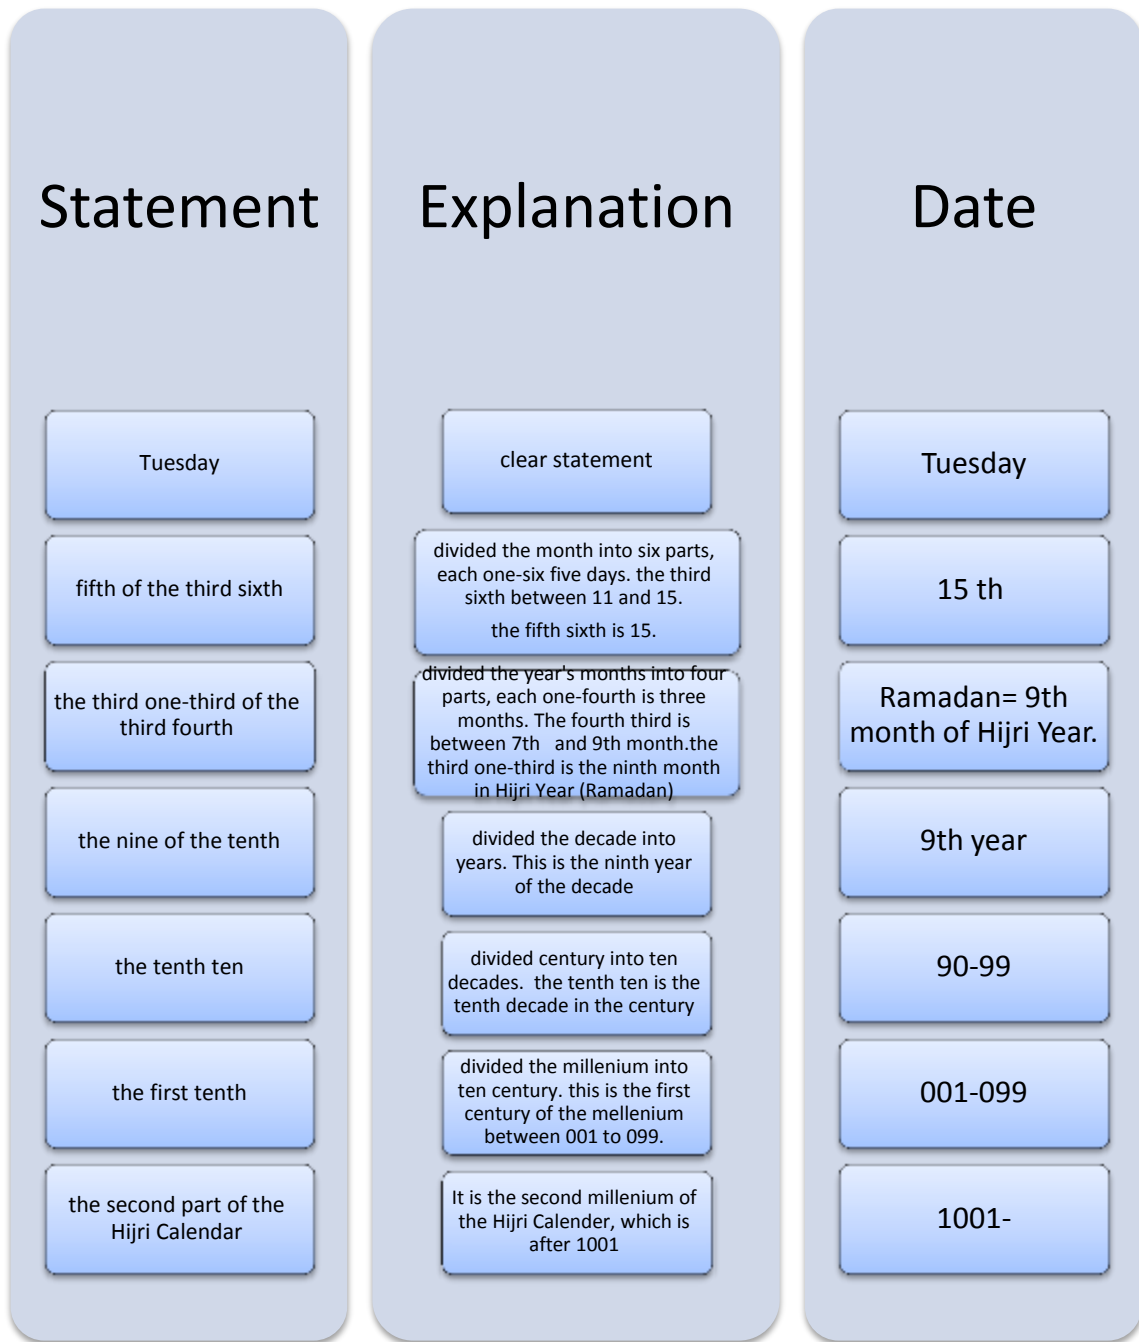 Statement
Explanation
Date
Tuesday
clear statement
Tuesday
fifth of the third sixth
divided the month into six parts,
each one-six five days. the third
sixth between 11 and 15.
the fifth sixth is 15.
15 th
the third one-third of the
third fourth
divided the year's months into four
parts, each one-fourth is three
months. The fourth third is
between 7th and 9th month.the
third one-third is the ninth month
in Hijri Year (Ramadan)
Ramadan= 9th
month of Hijri Year.
the nine of the tenth
divided the decade into
years. This is the ninth year
of the decade
9th year
the tenth ten
divided century into ten
decades. the tenth ten is the
tenth decade in the century
90-99
the first tenth
divided the millenium into
ten century. this is the first
century of the mellenium
between 001 to 099.
001-099
the second part of the
Hijri Calendar
It is the second millenium of
the Hijri Calender, which is
after 1001
1001-